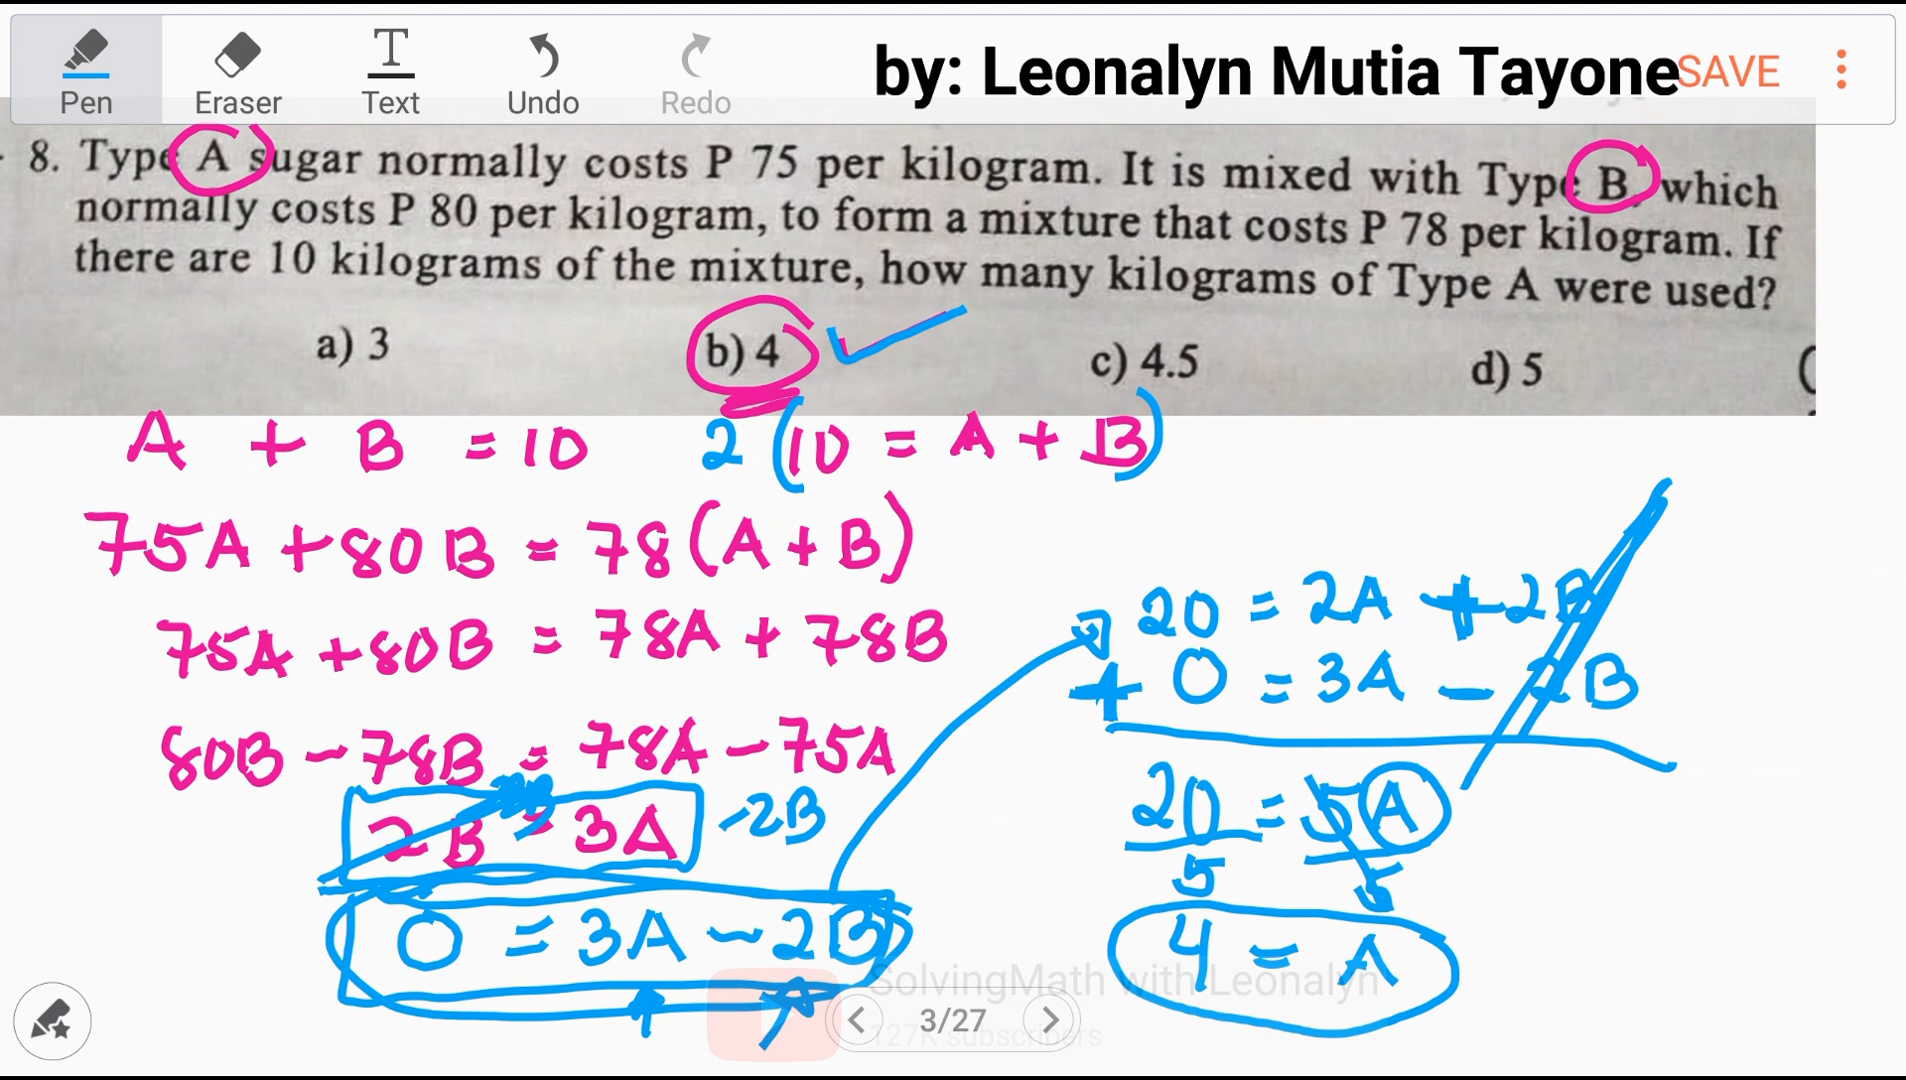 Pen Eraser Text Undo Redo by: Leonalyn Mutia Tayone SAVE
8. Type A sugar normally costs P 75 per kilogram. It is mixed with Type B, which
normally costs P 80 per kilogram, to form a mixture that costs P 78 per kilogram. If
there are 10 kilograms of the mixture, how many kilograms of Type A were used?
a) 3 b) 4 c) 4.5 d) 5
A + B = 10
2(10 = A + B)
75A + 80B = 78(A + B)
75A + 80B = 78A + 78B
80B - 78B = 78A - 75A
2B = 3A - 2B
0 = 3A - 2B
20 = 2A + 2B
+ 0 = 3A - 2B
20 = 5A
5 5
4 = A
SolvingMath with Leonalyn
3/27
127K subscribers